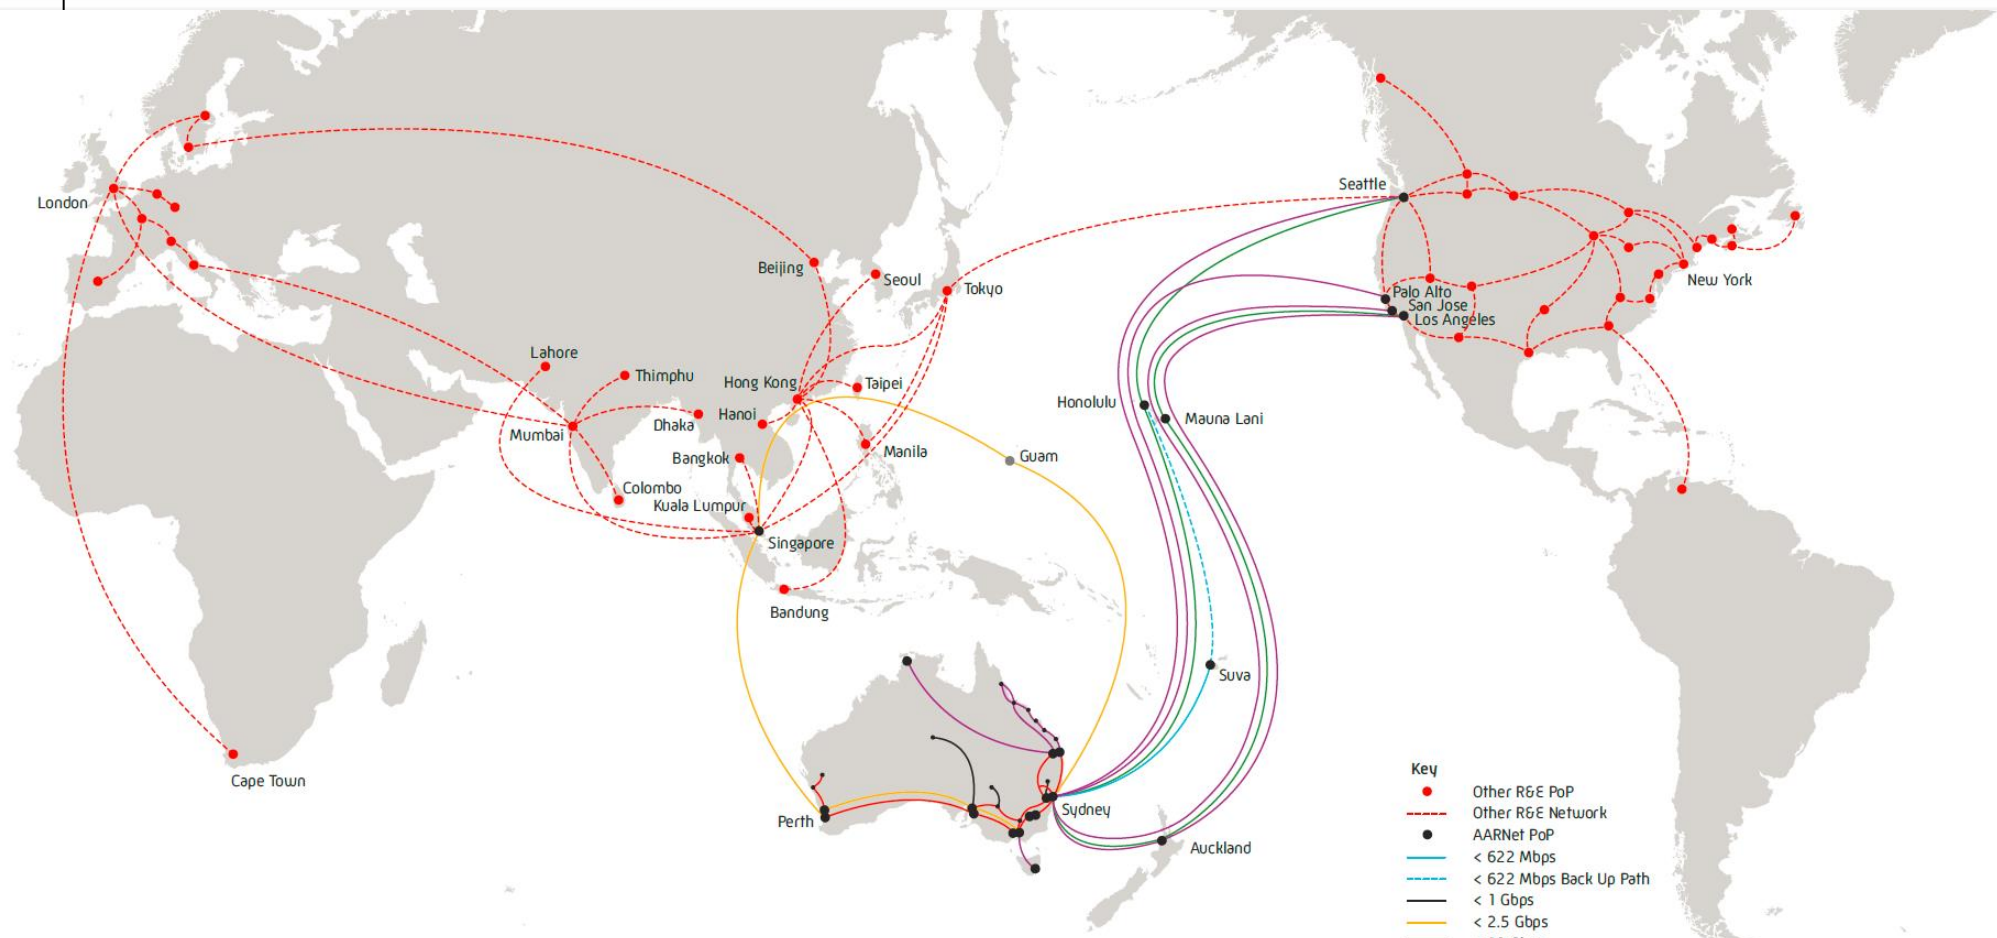 Seattle
London
Beijing
Seoul
Tokyo
New York
Palo Alto
San Jose
Los Angeles
Lahore
Thimphu
Hong Kong
Taipei
Honolulu
Mauna Lani
Hanoi
Dhaka
Mumbai
Bangkok
Manila
Guam
Colombo
Kuala Lumpur
Singapore
Bandung
Suva
Cape Town
Perth
Sydney
Auckland
Key
Other R&E PoP
Other R&E Network
AARNet PoP
< 622 Mbps
< 622 Mbps Back Up Path
< 1 Gbps
< 2.5 Gbps